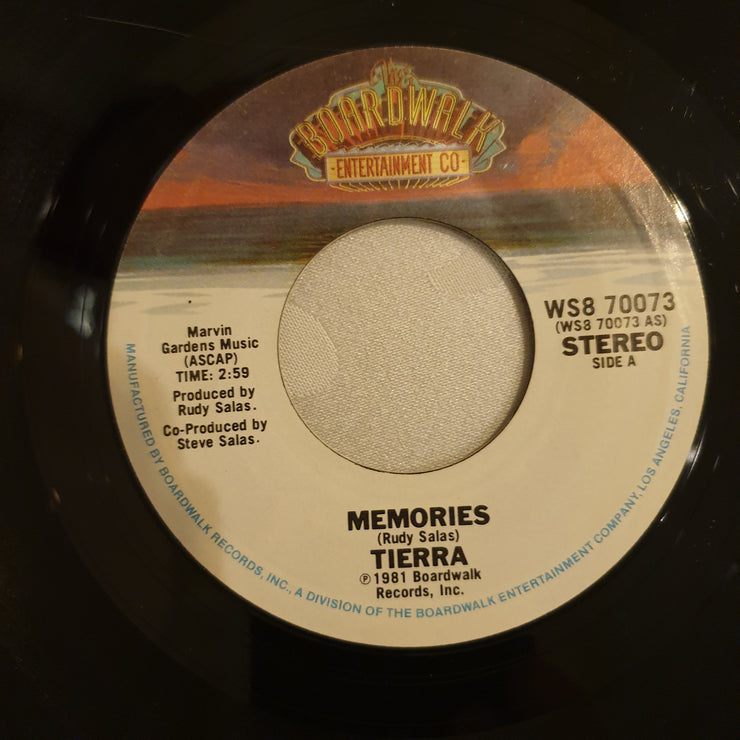 The
BOARDWALK
·ENTERTAINMENT CO·
WS8 70073
(WS8 70073 AS)
STEREO
SIDE A
Marvin
Gardens Music
(ASCAP)
TIME: 2:59
Produced by
Rudy Salas.
Co-Produced by
Steve Salas.
MEMORIES
(Rudy Salas)
TIERRA
℗1981 Boardwalk
Records, Inc.
MANUFACTURED BY BOARDWALK RECORDS, INC., A DIVISION OF THE BOARDWALK ENTERTAINMENT COMPANY, LOS ANGELES, CALIFORNIA